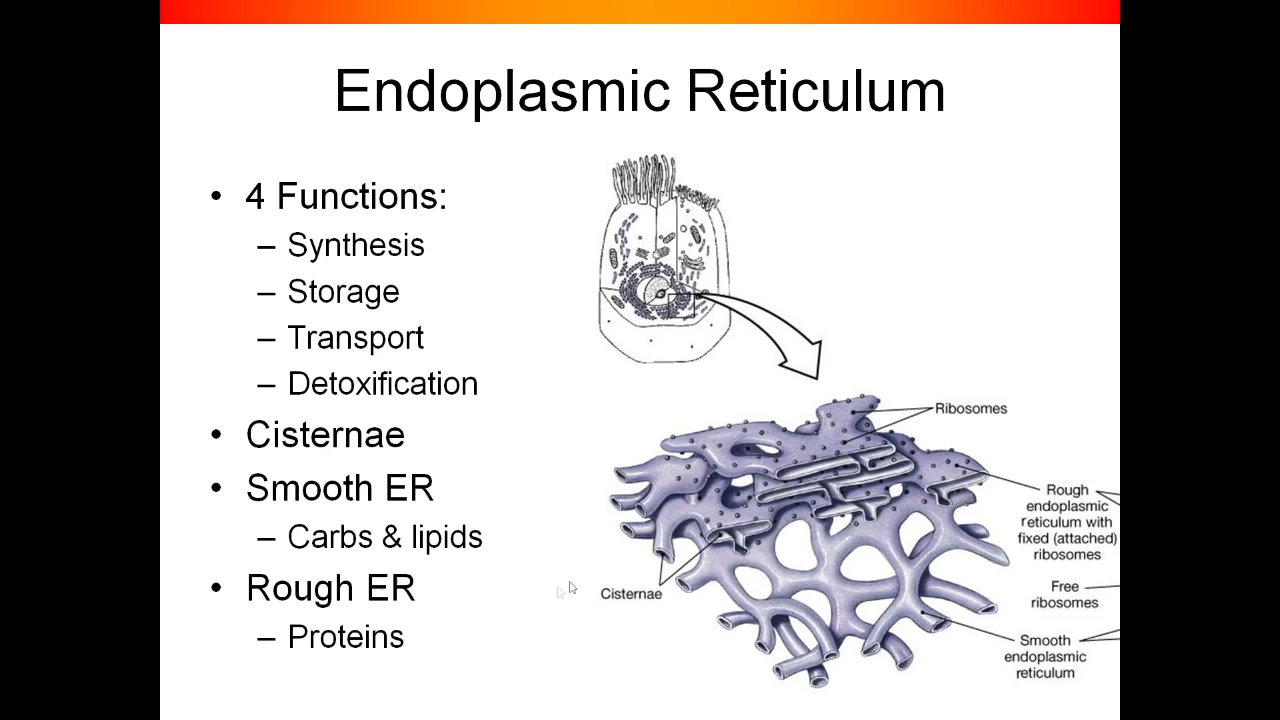 Endoplasmic Reticulum
• 4 Functions:
– Synthesis
– Storage
– Transport
– Detoxification
• Cisternae
• Smooth ER
– Carbs & lipids
• Rough ER
– Proteins
Ribosomes
Rough
endoplasmic
reticulum with
fixed (attached)
ribosomes
Free
ribosomes
Cisternae
Smooth
endoplasmic
reticulum